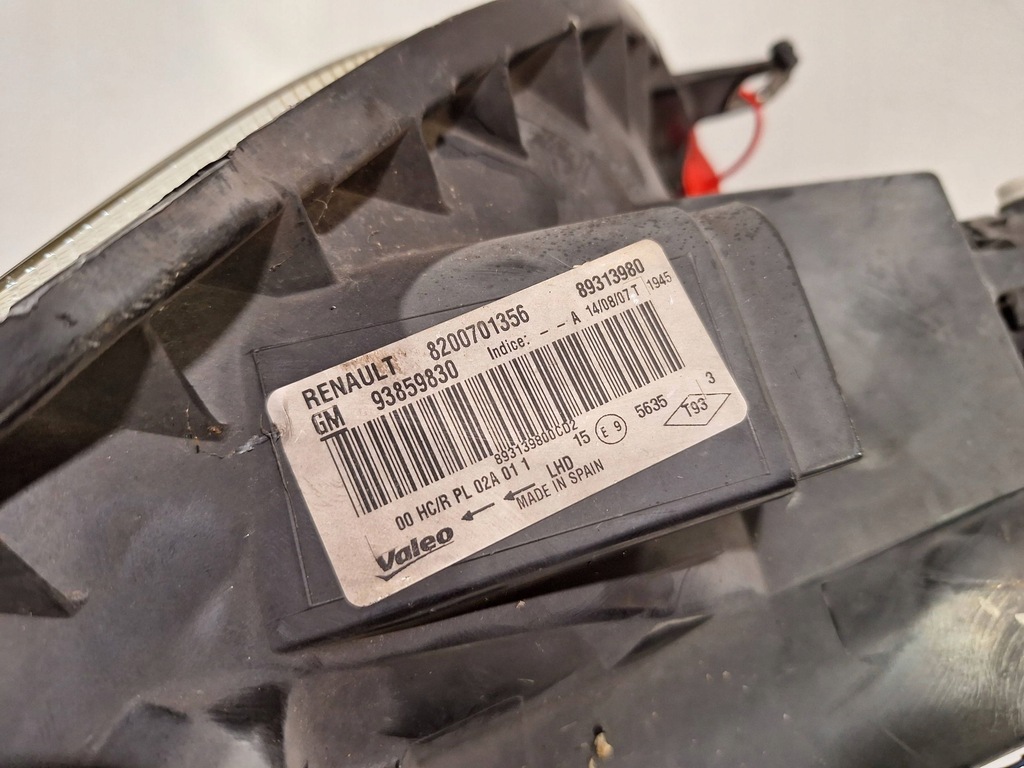 RENAULT 8200701356 89313980
GM 93859830 Indice: - - A 14/08/07 T 1945
89313980C02
00 HC/R PL 02A 01 1 15 E 9 5635 T93 3
Valeo LHD
MADE IN SPAIN